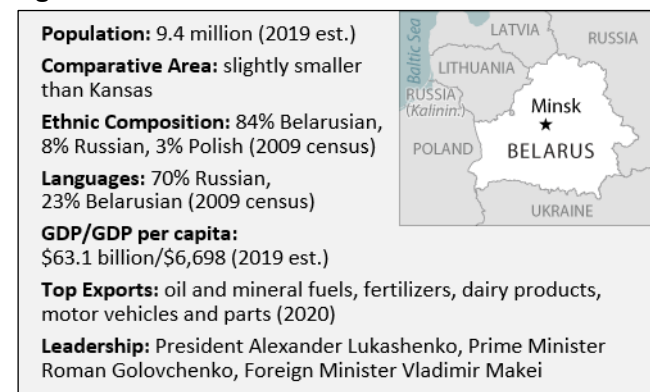 Population: 9.4 million (2019 est.)
Comparative Area: slightly smaller
than Kansas
Ethnic Composition: 84% Belarusian,
8% Russian, 3% Polish (2009 census)
Languages: 70% Russian,
23% Belarusian (2009 census)
GDP/GDP per capita:
$63.1 billion/$6,698 (2019 est.)
Top Exports: oil and mineral fuels, fertilizers, dairy products,
motor vehicles and parts (2020)
Leadership: President Alexander Lukashenko, Prime Minister
Roman Golovchenko, Foreign Minister Vladimir Makei
Baltic Sea
LATVIA
RUSSIA
LITHUANIA
RUSSIA
(Kalinin.)
Minsk
POLAND
BELARUS
UKRAINE